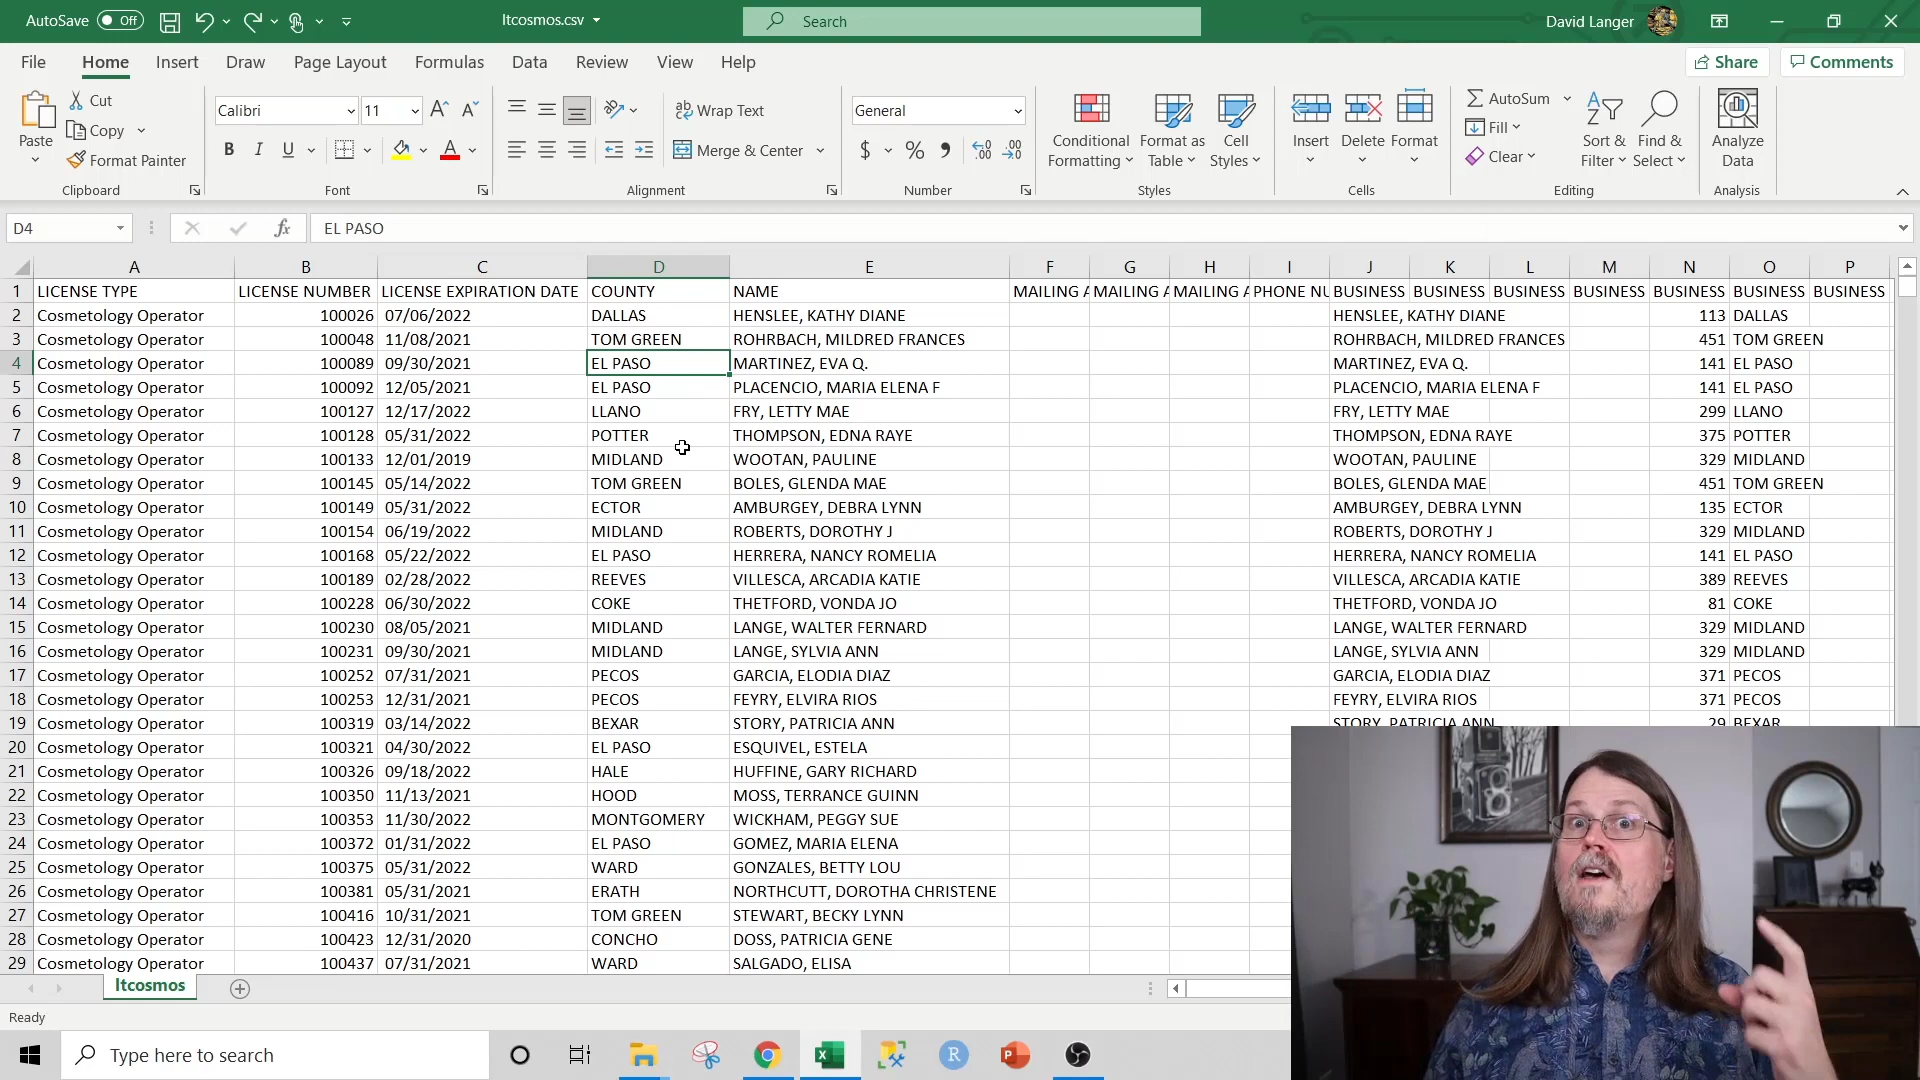 AutoSave Off ltcosmos.csv Search David Langer
File Home Insert Draw Page Layout Formulas Data Review View Help Share Comments
Paste Cut Copy Format Painter Clipboard
Calibri 11 B I U A Font
ab Wrap Text Merge & Center Alignment
General $ % Number
Conditional Formatting Format as Table Cell Styles Styles
Insert Delete Format Cells
AutoSum Fill Clear Sort & Filter Find & Select Editing
Analyze Data Analysis
D4 fx EL PASO
A B C D E F G H I J K L M N O P
1 LICENSE TYPE LICENSE NUMBER LICENSE EXPIRATION DATE COUNTY NAME MAILING A MAILING A MAILING A PHONE NU BUSINESS BUSINESS BUSINESS BUSINESS BUSINESS BUSINESS BUSINESS
2 Cosmetology Operator 100026 07/06/2022 DALLAS HENSLEE, KATHY DIANE HENSLEE, KATHY DIANE 113 DALLAS
3 Cosmetology Operator 100048 11/08/2021 TOM GREEN ROHRBACH, MILDRED FRANCES ROHRBACH, MILDRED FRANCES 451 TOM GREEN
4 Cosmetology Operator 100089 09/30/2021 EL PASO MARTINEZ, EVA Q. MARTINEZ, EVA Q. 141 EL PASO
5 Cosmetology Operator 100092 12/05/2021 EL PASO PLACENCIO, MARIA ELENA F PLACENCIO, MARIA ELENA F 141 EL PASO
6 Cosmetology Operator 100127 12/17/2022 LLANO FRY, LETTY MAE FRY, LETTY MAE 299 LLANO
7 Cosmetology Operator 100128 05/31/2022 POTTER THOMPSON, EDNA RAYE THOMPSON, EDNA RAYE 375 POTTER
8 Cosmetology Operator 100133 12/01/2019 MIDLAND WOOTAN, PAULINE WOOTAN, PAULINE 329 MIDLAND
9 Cosmetology Operator 100145 05/14/2022 TOM GREEN BOLES, GLENDA MAE BOLES, GLENDA MAE 451 TOM GREEN
10 Cosmetology Operator 100149 05/31/2022 ECTOR AMBURGEY, DEBRA LYNN AMBURGEY, DEBRA LYNN 135 ECTOR
11 Cosmetology Operator 100154 06/19/2022 MIDLAND ROBERTS, DOROTHY J ROBERTS, DOROTHY J 329 MIDLAND
12 Cosmetology Operator 100168 05/22/2022 EL PASO HERRERA, NANCY ROMELIA HERRERA, NANCY ROMELIA 141 EL PASO
13 Cosmetology Operator 100189 02/28/2022 REEVES VILLESCA, ARCADIA KATIE VILLESCA, ARCADIA KATIE 389 REEVES
14 Cosmetology Operator 100228 06/30/2022 COKE THETFORD, VONDA JO THETFORD, VONDA JO 81 COKE
15 Cosmetology Operator 100230 08/05/2021 MIDLAND LANGE, WALTER FERNARD LANGE, WALTER FERNARD 329 MIDLAND
16 Cosmetology Operator 100231 09/30/2021 MIDLAND LANGE, SYLVIA ANN LANGE, SYLVIA ANN 329 MIDLAND
17 Cosmetology Operator 100252 07/31/2021 PECOS GARCIA, ELODIA DIAZ GARCIA, ELODIA DIAZ 371 PECOS
18 Cosmetology Operator 100253 12/31/2021 PECOS FEYRY, ELVIRA RIOS FEYRY, ELVIRA RIOS 371 PECOS
19 Cosmetology Operator 100319 03/14/2022 BEXAR STORY, PATRICIA ANN STORY, PATRICIA ANN 29 BEXAR
20 Cosmetology Operator 100321 04/30/2022 EL PASO ESQUIVEL, ESTELA
21 Cosmetology Operator 100326 09/18/2022 HALE HUFFINE, GARY RICHARD
22 Cosmetology Operator 100350 11/13/2021 HOOD MOSS, TERRANCE GUINN
23 Cosmetology Operator 100353 11/30/2022 MONTGOMERY WICKHAM, PEGGY SUE
24 Cosmetology Operator 100372 01/31/2022 EL PASO GOMEZ, MARIA ELENA
25 Cosmetology Operator 100375 05/31/2022 WARD GONZALES, BETTY LOU
26 Cosmetology Operator 100381 05/31/2021 ERATH NORTHCUTT, DOROTHA CHRISTENE
27 Cosmetology Operator 100416 10/31/2021 TOM GREEN STEWART, BECKY LYNN
28 Cosmetology Operator 100423 12/31/2020 CONCHO DOSS, PATRICIA GENE
29 Cosmetology Operator 100437 07/31/2021 WARD SALGADO, ELISA
ltcosmos
Ready
Type here to search